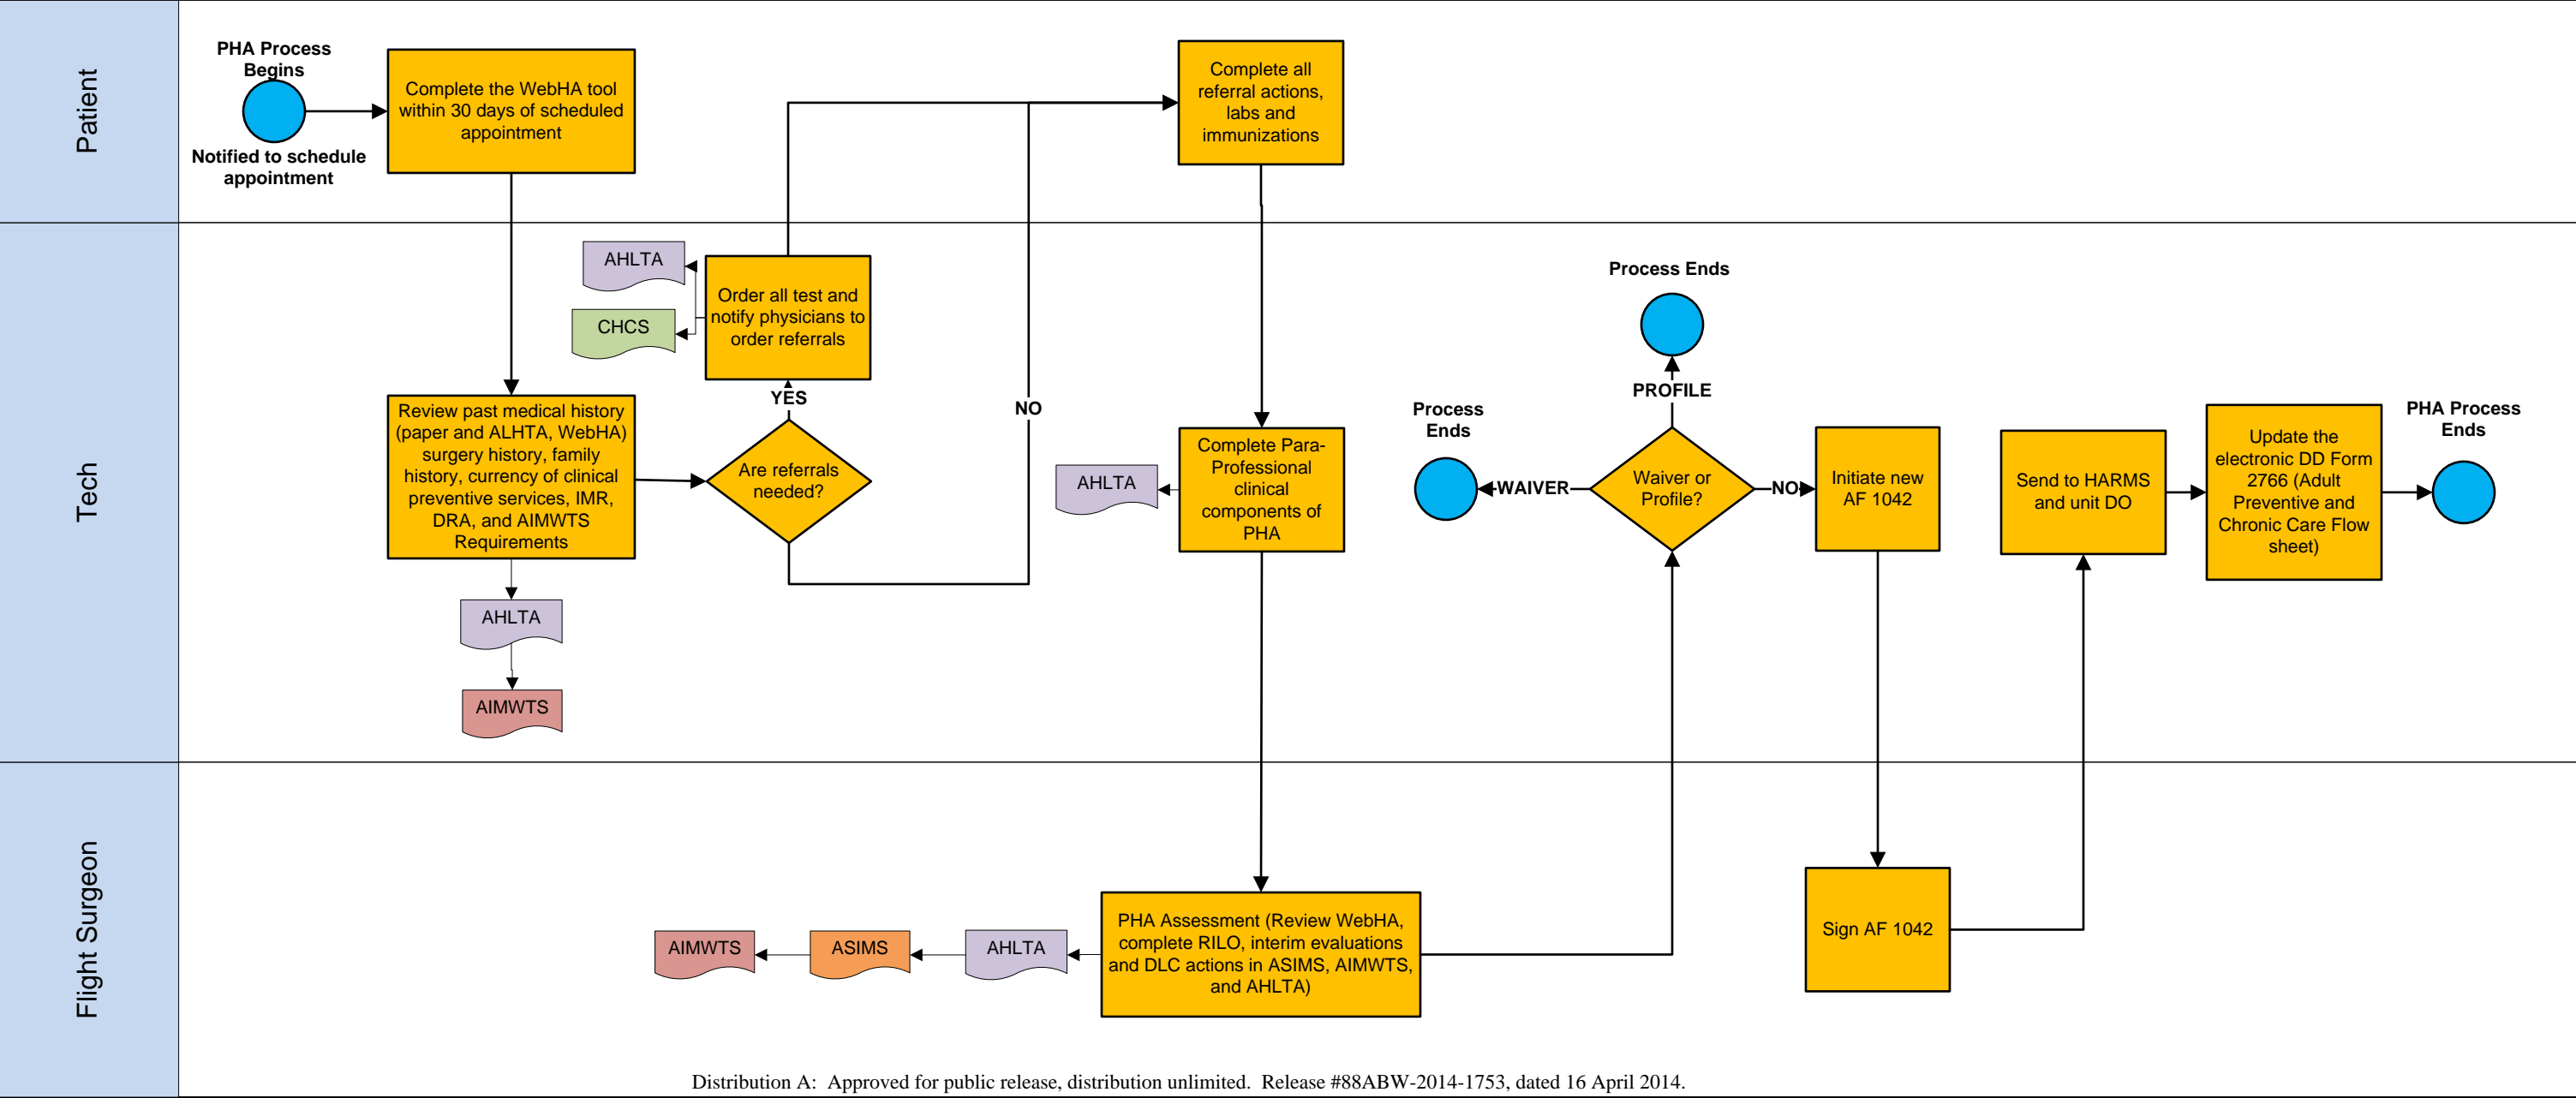 Patient
PHA Process
Begins
Notified to schedule
appointment
Complete the WebHA tool
within 30 days of scheduled
appointment
Complete all
referral actions,
labs and
immunizations
Tech
AHLTA
CHCS
Order all test and
notify physicians to
order referrals
YES
NO
Review past medical history
(paper and ALHTA, WebHA)
surgery history, family
history, currency of clinical
preventive services, IMR,
DRA, and AIMWTS
Requirements
Are referrals
needed?
AHLTA
AIMWTS
AHLTA
Complete Para-
Professional
clinical
components of
PHA
Process Ends
PROFILE
Process
Ends
WAIVER
Waiver or
Profile?
NO
Initiate new
AF 1042
Send to HARMS
and unit DO
Update the
electronic DD Form
2766 (Adult
Preventive and
Chronic Care Flow
sheet)
PHA Process
Ends
Flight Surgeon
AIMWTS
ASIMS
AHLTA
PHA Assessment (Review WebHA,
complete RILO, interim evaluations
and DLC actions in ASIMS, AIMWTS,
and AHLTA)
Sign AF 1042
Distribution A:  Approved for public release, distribution unlimited.  Release #88ABW-2014-1753, dated 16 April 2014.